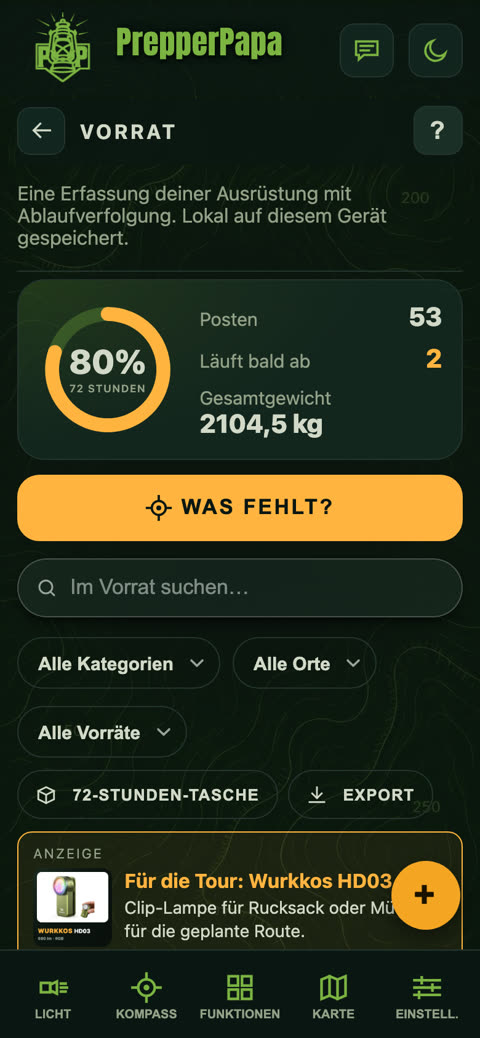 PP
PrepperPapa
VORRAT
?
Eine Erfassung deiner Ausrüstung mit
Ablaufverfolgung. Lokal auf diesem Gerät
gespeichert.
200
80%
72 STUNDEN
Posten
53
Läuft bald ab
2
Gesamtgewicht
2104,5 kg
WAS FEHLT?
Im Vorrat suchen…
Alle Kategorien
Alle Orte
Alle Vorräte
72-STUNDEN-TASCHE
EXPORT
250
ANZEIGE
WURKKOS HD03
Für die Tour: Wurkkos HD03
Clip-Lampe für Rucksack oder
für die geplante Route.
+
LICHT
KOMPASS
FUNKTIONEN
KARTE
EINSTELL.